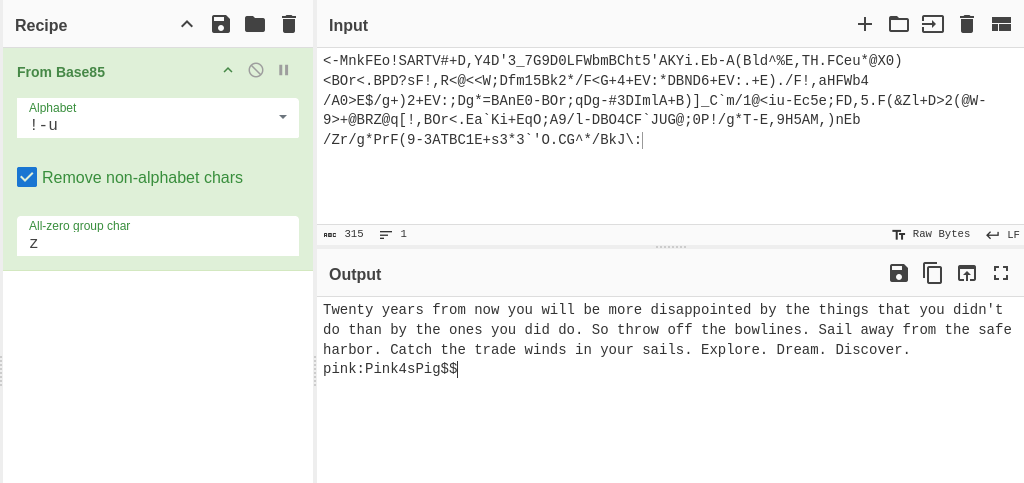 Recipe
Input
From Base85
Alphabet
!-u
Remove non-alphabet chars
All-zero group char
z
<-MnkFEo!SARTV#+D,Y4D'3_7G9D0LFWbmBCht5'AKYi.Eb-A(Bld^%E,TH.FCeu*@X0)
<BOr<.BPD?sF!,R<@<<W;Dfm15Bk2*/F<G+4+EV:*DBND6+EV:.+E)./F!,aHFWb4
/A0>E$/g+)2+EV:;Dg*=BAnE0-BOr;qDg-#3DImlA+B)]_C`m/1@<iu-Ec5e;FD,5.F(&Zl+D>2(@W-
9>+@BRZ@q[!,BOr<.Ea`Ki+EqO;A9/l-DBO4CF`JUG@;0P!/g*T-E,9H5AM,)nEb
/Zr/g*PrF(9-3ATBC1E+s3*3`'O.CG^*/BkJ\:
ABC 315 1 Raw Bytes LF
Output
Twenty years from now you will be more disappointed by the things that you didn't
do than by the ones you did do. So throw off the bowlines. Sail away from the safe
harbor. Catch the trade winds in your sails. Explore. Dream. Discover.
pink:Pink4sPig$$